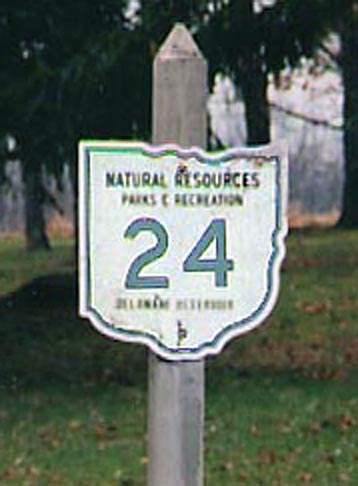 NATURAL RESOURCES
PARKS & RECREATION
24
DELAWARE RESERVOIR